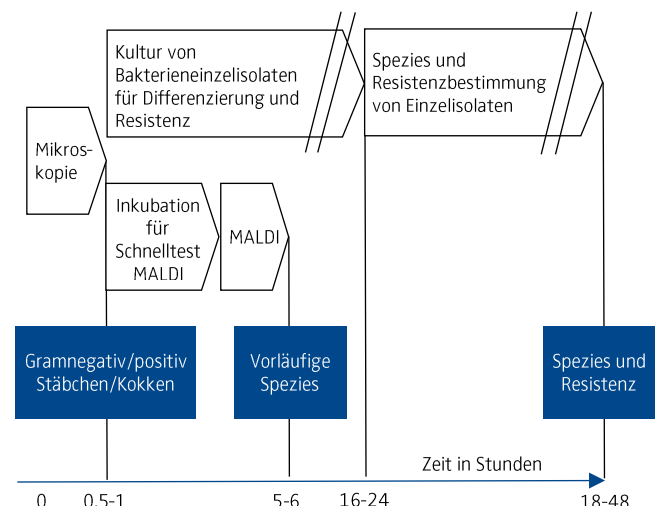 Kultur von
Bakterieneinzelisolaten
für Differenzierung und
Resistenz
Spezies und
Resistenzbestimmung
von Einzelisolaten
Mikros-
kopie
Inkubation
für
Schnelltest
MALDI
MALDI
Gramnegativ/positiv
Stäbchen/Kokken
Vorläufige
Spezies
Spezies und
Resistenz
Zeit in Stunden
0 0,5-1 5-6 16-24 18-48